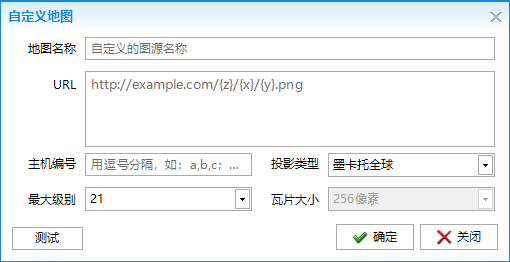 自定义地图
地图名称 自定义的图源名称
URL http://example.com/{z}/{x}/{y}.png
主机编号 用逗号分隔，如：a,b,c；... 投影类型 墨卡托全球
最大级别 21 瓦片大小 256像素
测试 确定 关闭